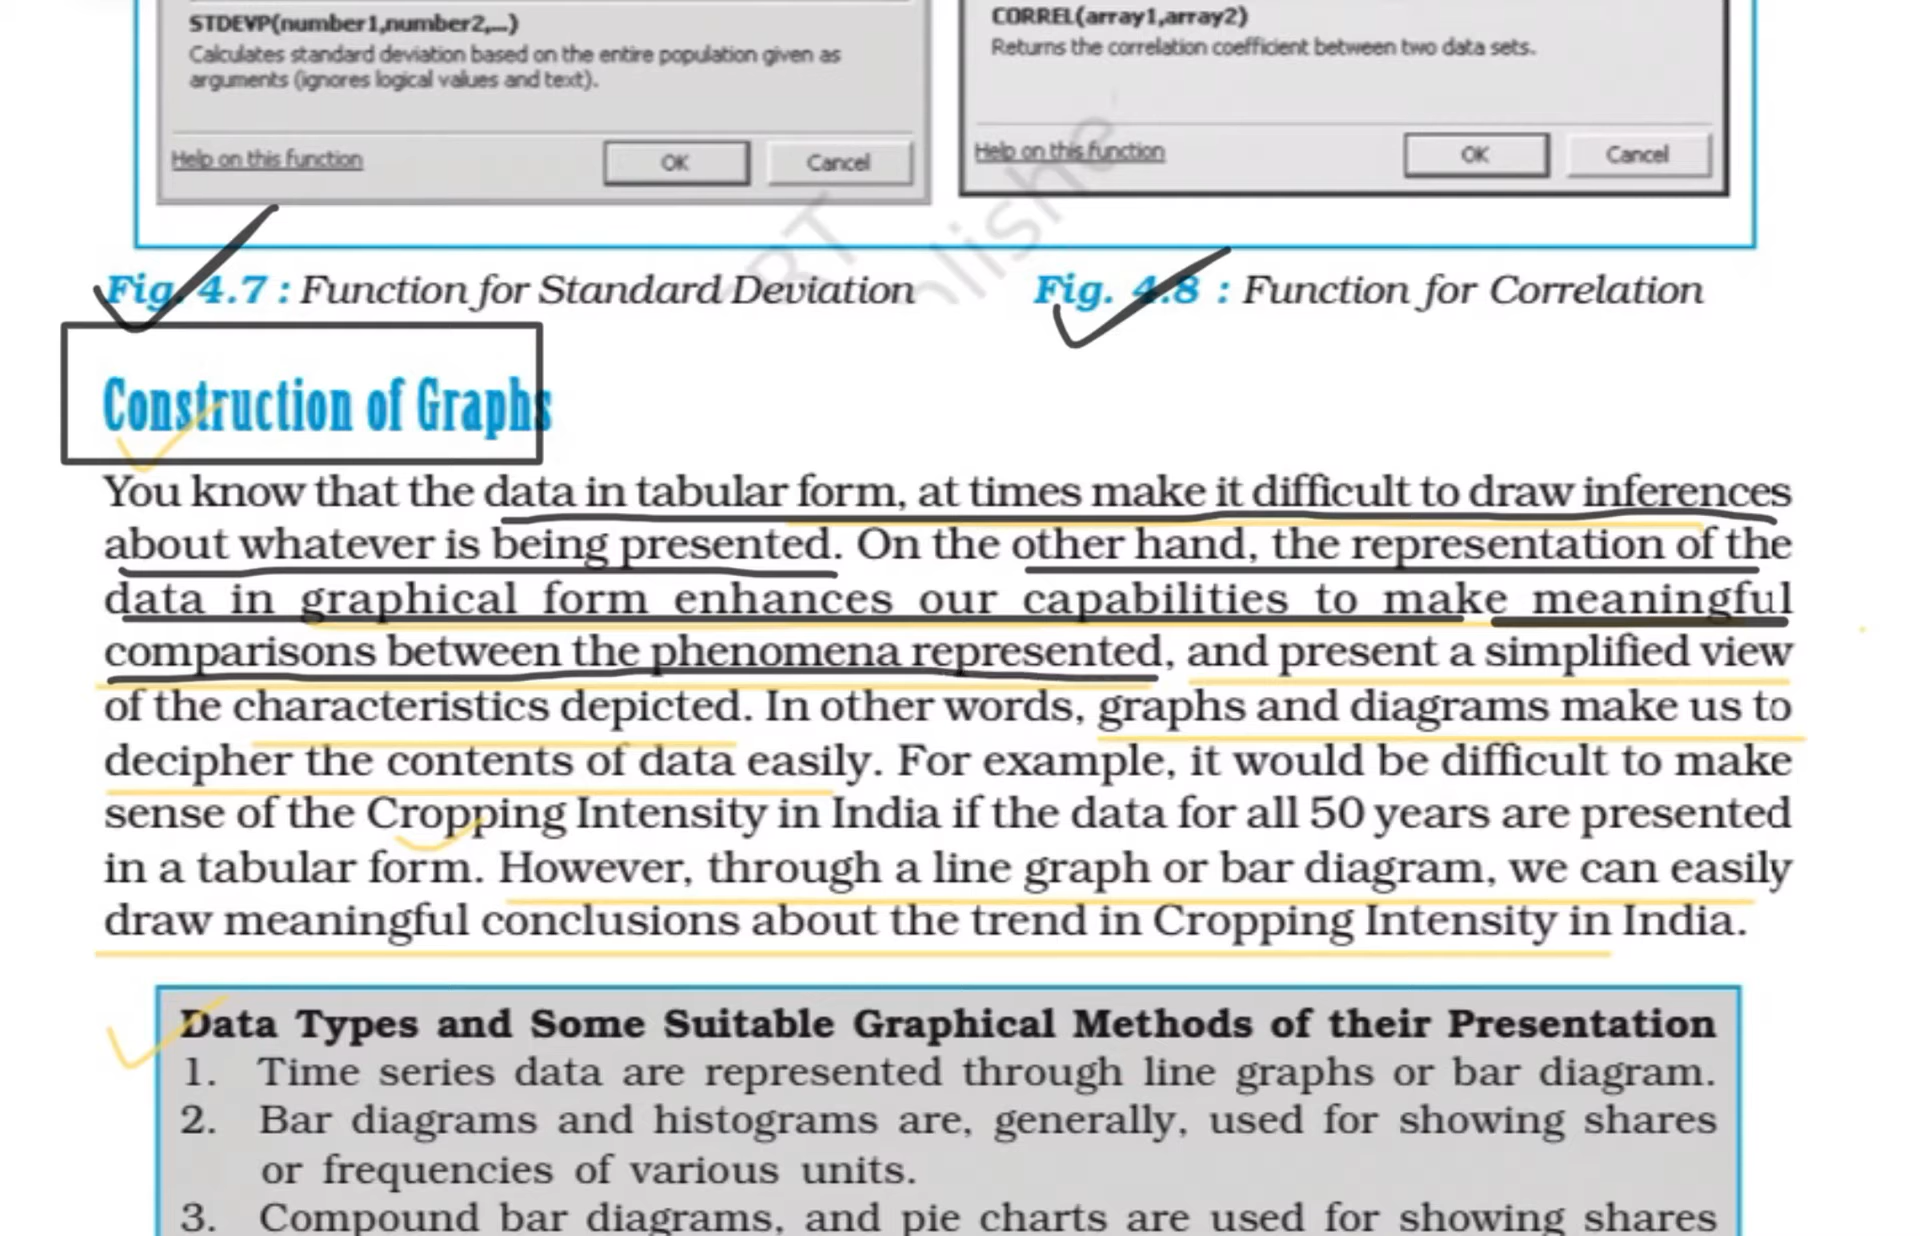 STDEVP(number1,number2,...)
Calculates standard deviation based on the entire population given as
arguments (ignores logical values and text).
Help on this function
OK
Cancel
CORREL(array1,array2)
Returns the correlation coefficient between two data sets.
Help on this function
OK
Cancel
Fig. 4.7 : Function for Standard Deviation
Fig. 4.8 : Function for Correlation
Construction of Graphs
You know that the data in tabular form, at times make it difficult to draw inferences
about whatever is being presented. On the other hand, the representation of the
data in graphical form enhances our capabilities to make meaningful
comparisons between the phenomena represented, and present a simplified view
of the characteristics depicted. In other words, graphs and diagrams make us to
decipher the contents of data easily. For example, it would be difficult to make
sense of the Cropping Intensity in India if the data for all 50 years are presented
in a tabular form. However, through a line graph or bar diagram, we can easily
draw meaningful conclusions about the trend in Cropping Intensity in India.
Data Types and Some Suitable Graphical Methods of their Presentation
1. Time series data are represented through line graphs or bar diagram.
2. Bar diagrams and histograms are, generally, used for showing shares
or frequencies of various units.
3. Compound bar diagrams, and pie charts are used for showing shares